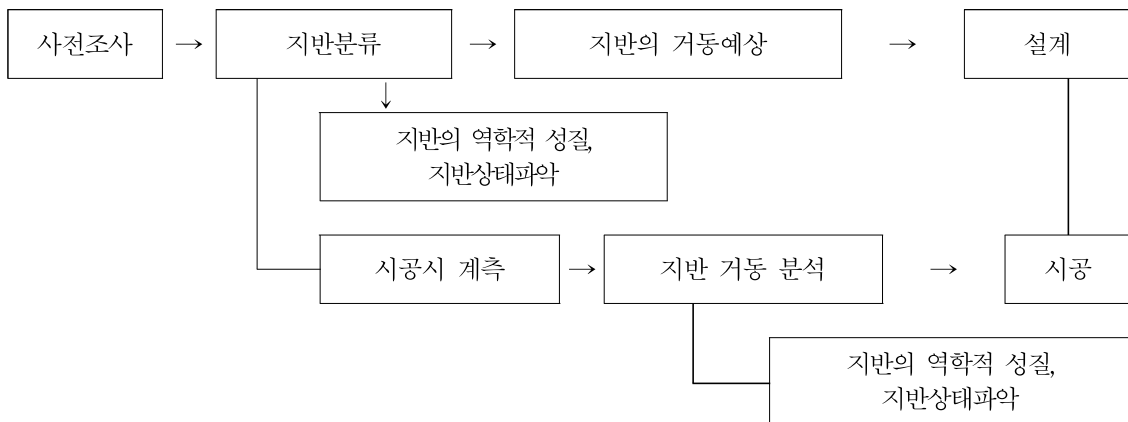 사전조사 → 지반분류 → 지반의 거동예상 → 설계
지반의 역학적 성질,
지반상태파악
시공시 계측 → 지반 거동 분석 → 시공
지반의 역학적 성질,
지반상태파악